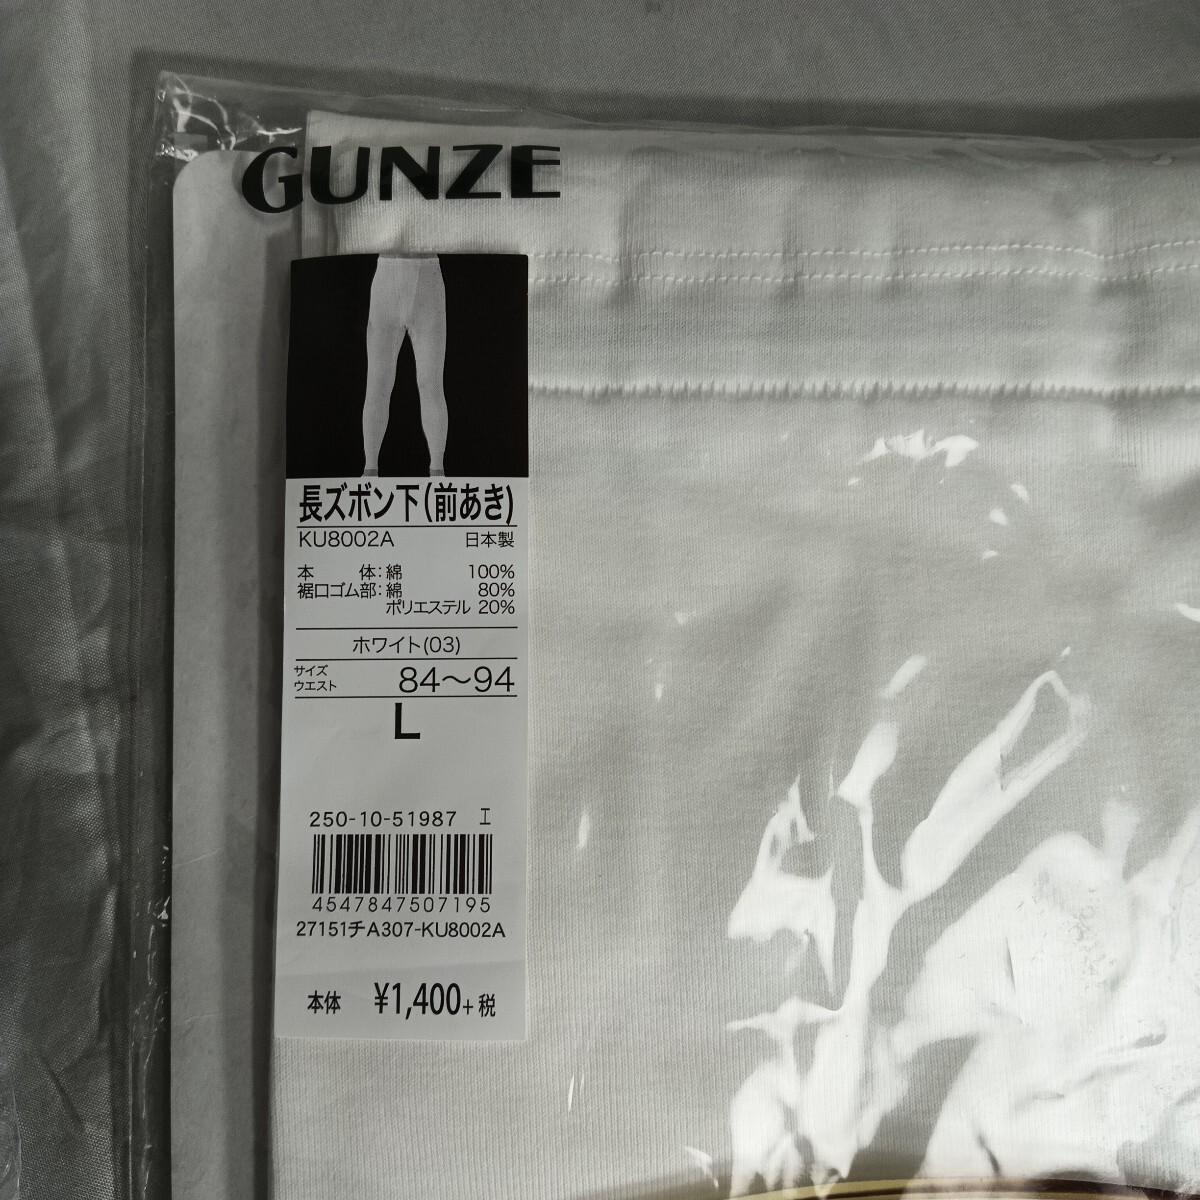 GUNZE
長ズボン下(前あき)
KU8002A 日本製
本 体:綿 100%
裾口ゴム部:綿 80%
ポリエステル 20%
ホワイト(03)
サイズ
ウエスト 84〜94
L
250-10-51987 エ
4547847507195
27151チA307-KU8002A
本体 ¥1,400+税